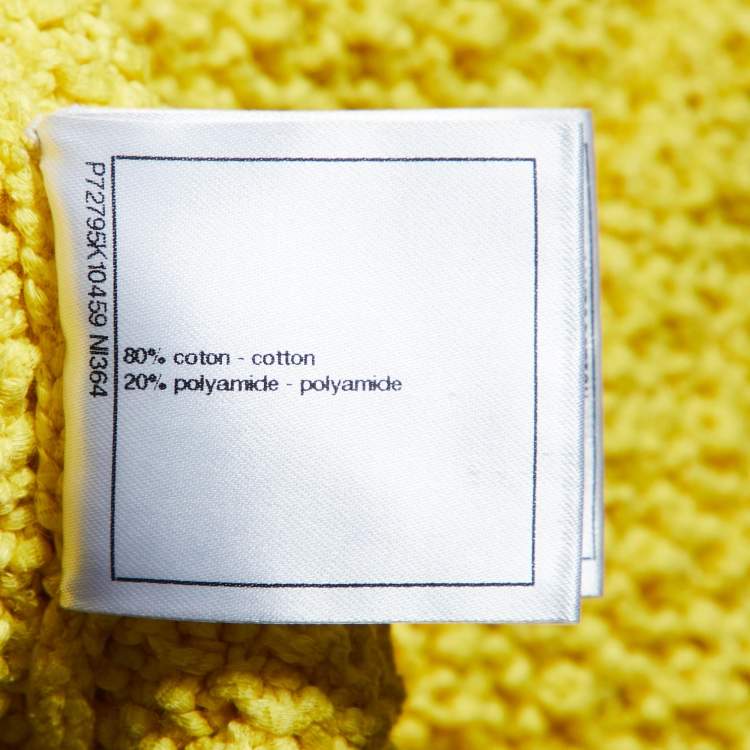 P72795K10459 NI364
80% coton - cotton
20% polyamide - polyamide